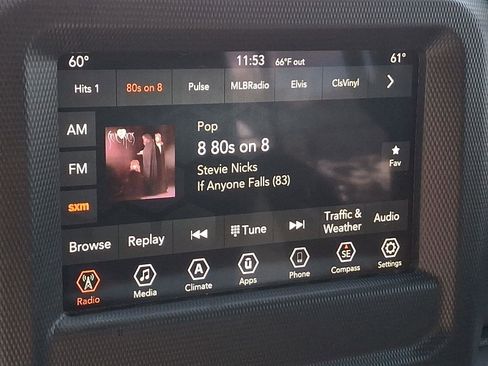 60° 11:53 66°F out 61°
Hits 1 80s on 8 Pulse MLBRadio Elvis ClsVinyl
AM
FM
sxm
Pop
8 80s on 8
Stevie Nicks
If Anyone Falls (83)
Fav
Browse Replay Tune Traffic & Weather Audio
Radio Media A Climate Apps Phone SE Compass Settings